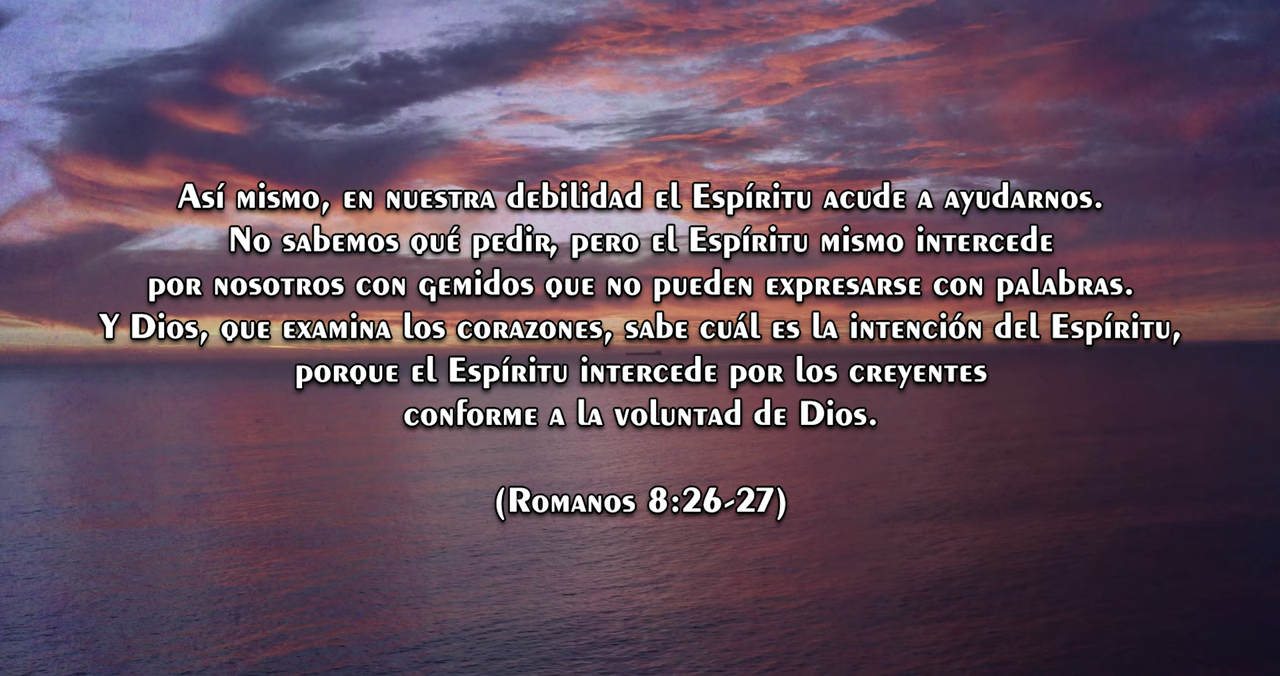 Así mismo, en nuestra debilidad el Espíritu acude a ayudarnos.
No sabemos qué pedir, pero el Espíritu mismo intercede
por nosotros con gemidos que no pueden expresarse con palabras.
Y Dios, que examina los corazones, sabe cuál es la intención del Espíritu,
porque el Espíritu intercede por los creyentes
conforme a la voluntad de Dios.
(Romanos 8:26-27)